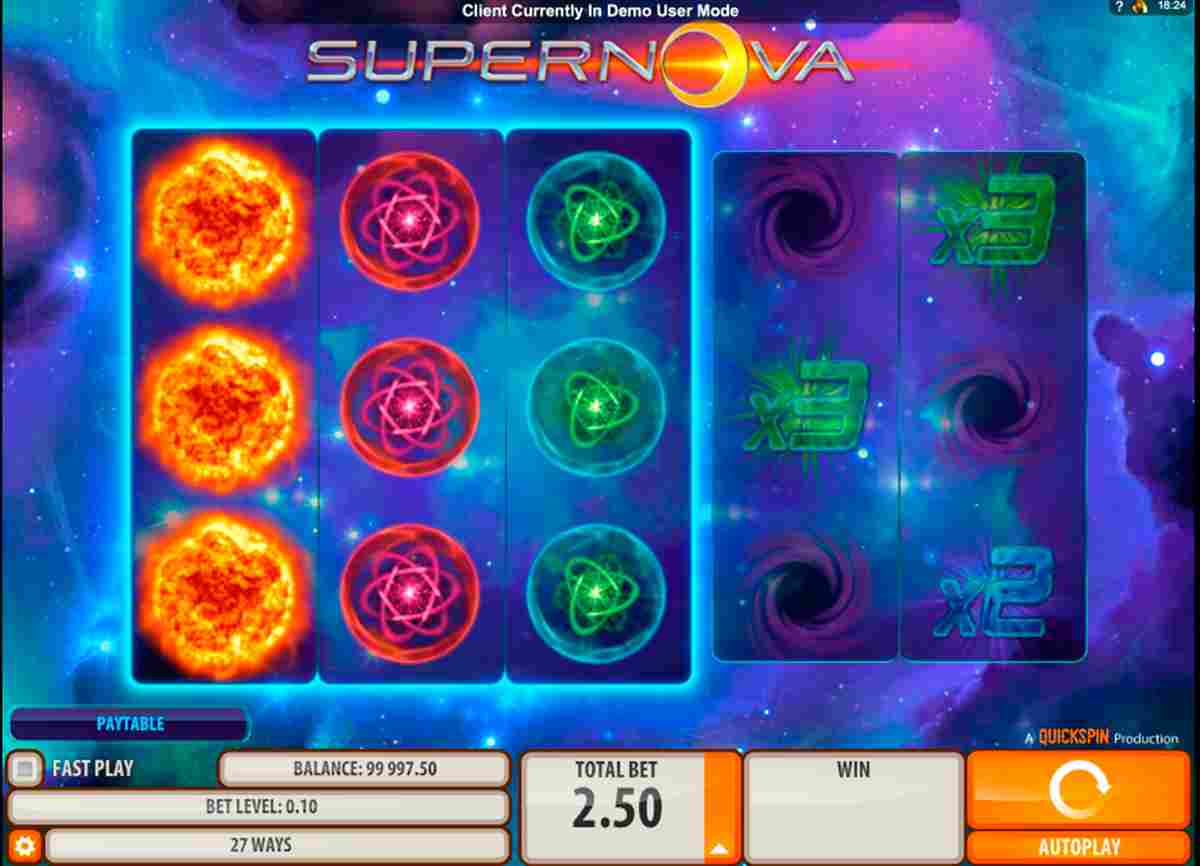 Client Currently In Demo User Mode
? 18:24
SUPERNOVA
x3
x3
x2
PAYTABLE
A QUICKSPIN Production
FAST PLAY
BALANCE: 99 997.50
TOTAL BET
WIN
2.50
BET LEVEL: 0.10
27 WAYS
AUTOPLAY